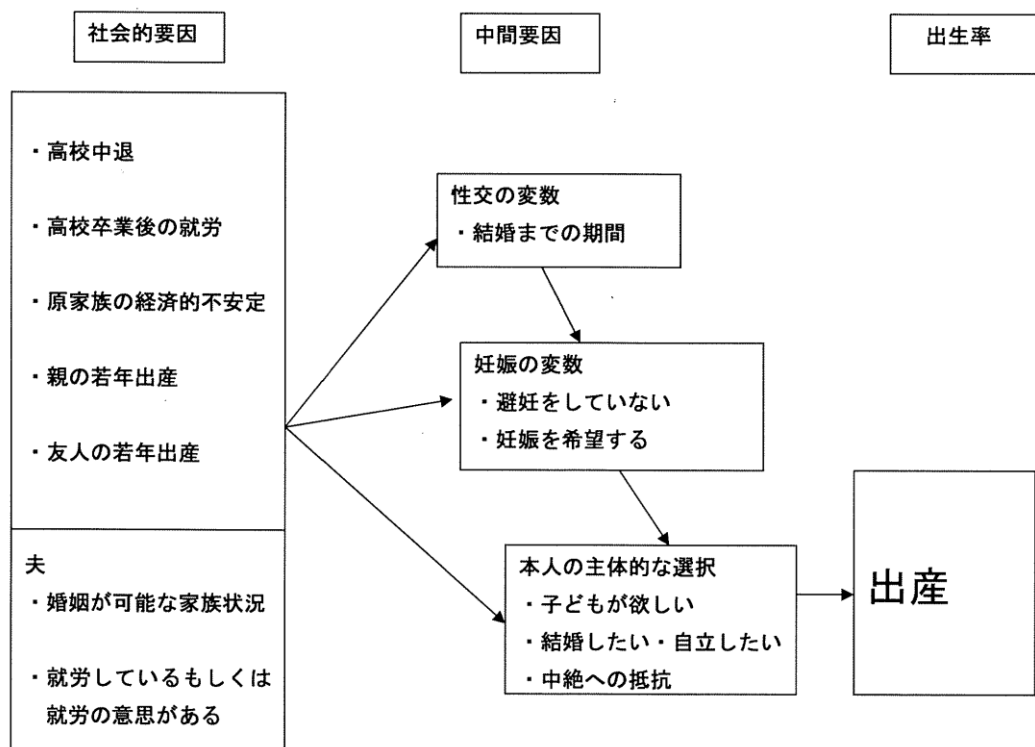 社会的要因
中間要因
出生率
・高校中退
・高校卒業後の就労
・原家族の経済的不安定
・親の若年出産
・友人の若年出産
夫
・婚姻が可能な家族状況
・就労しているもしくは
就労の意思がある
性交の変数
・結婚までの期間
妊娠の変数
・避妊をしていない
・妊娠を希望する
本人の主体的な選択
・子どもが欲しい
・結婚したい・自立したい
・中絶への抵抗
出産